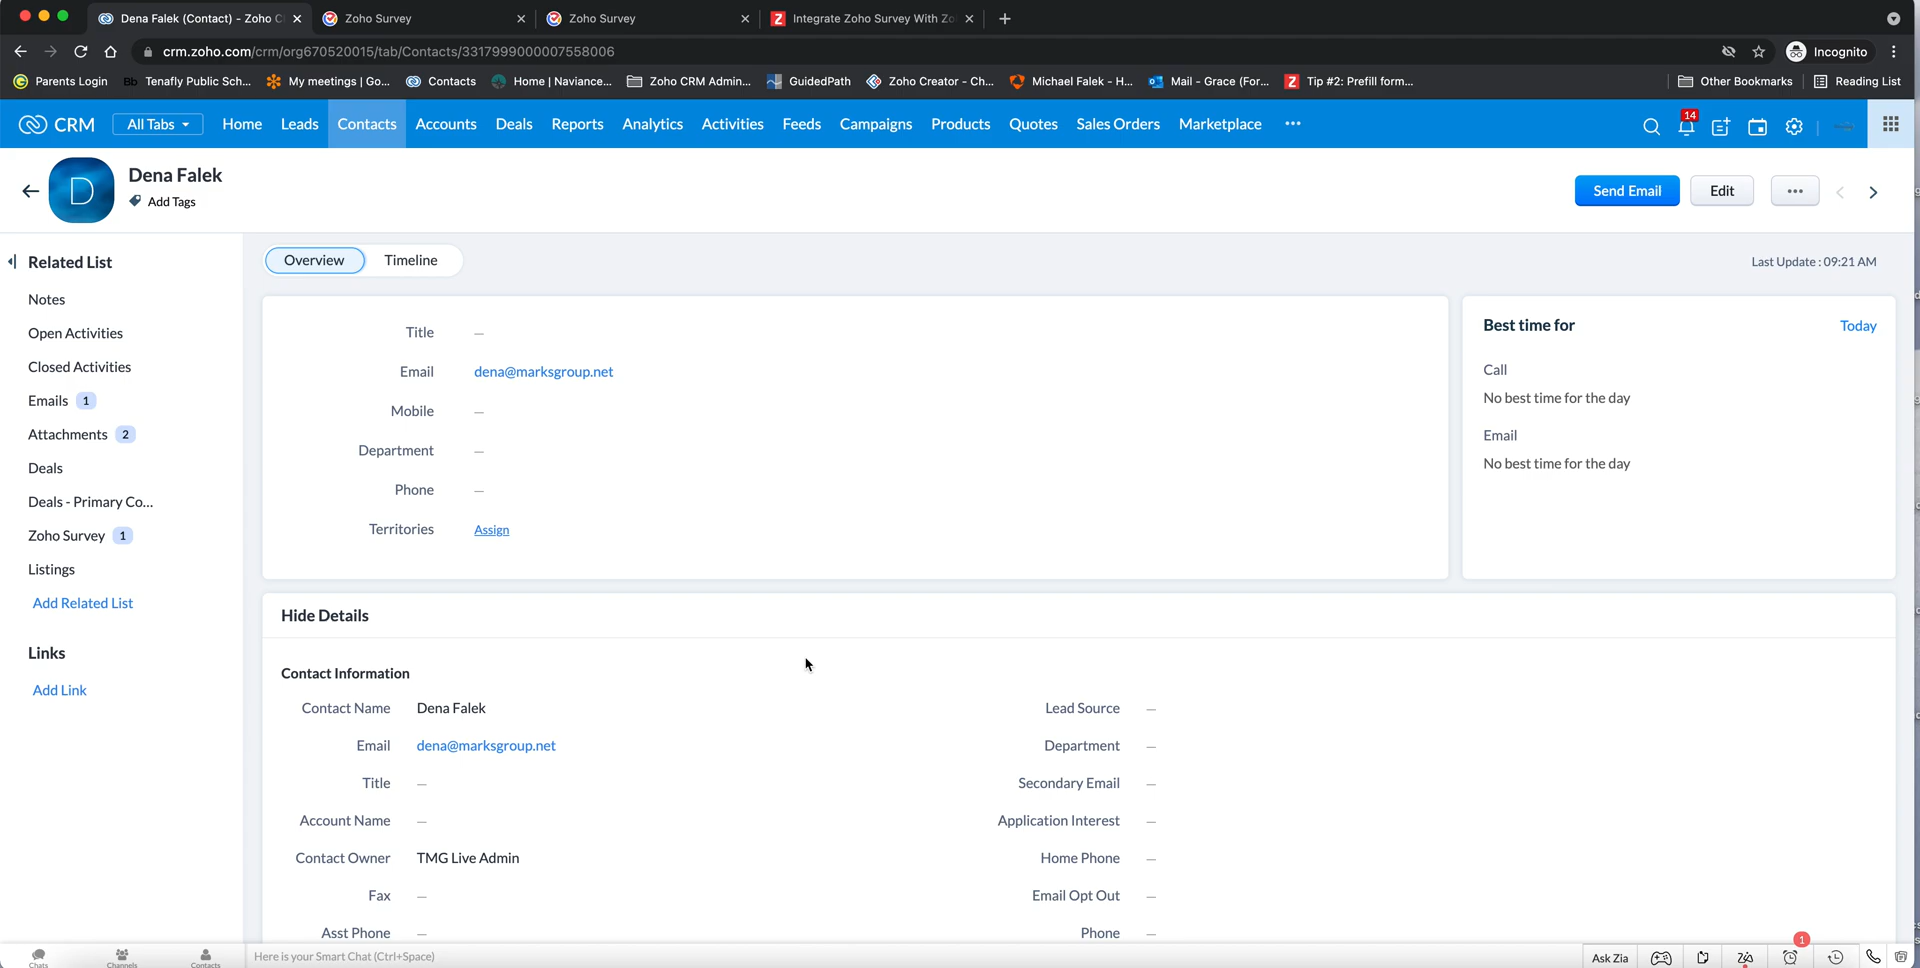 Dena Falek (Contact) - Zoho C
Zoho Survey
Zoho Survey
Integrate Zoho Survey With Zo
crm.zoho.com/crm/org670520015/tab/Contacts/3317999000007558006
Incognito
Parents Login
Bb Tenafly Public Sch...
My meetings | Go...
Contacts
Home | Naviance...
Zoho CRM Admin...
GuidedPath
Zoho Creator - Ch...
Michael Falek - H...
Mail - Grace (For...
Tip #2: Prefill form...
Other Bookmarks
Reading List
CRM
All Tabs
Home
Leads
Contacts
Accounts
Deals
Reports
Analytics
Activities
Feeds
Campaigns
Products
Quotes
Sales Orders
Marketplace
...
14
D
Dena Falek
Add Tags
Send Email
Edit
...
Related List
Notes
Open Activities
Closed Activities
Emails 1
Attachments 2
Deals
Deals - Primary Co...
Zoho Survey 1
Listings
Add Related List
Links
Add Link
Overview
Timeline
Last Update : 09:21 AM
Title —
Email dena@marksgroup.net
Mobile —
Department —
Phone —
Territories Assign
Best time for
Today
Call
No best time for the day
Email
No best time for the day
Hide Details
Contact Information
Contact Name Dena Falek
Lead Source —
Email dena@marksgroup.net
Department —
Title —
Secondary Email —
Account Name —
Application Interest —
Contact Owner TMG Live Admin
Home Phone —
Fax —
Email Opt Out —
Asst Phone —
Phone —
Chats
Channels
Contacts
Here is your Smart Chat (Ctrl+Space)
Ask Zia
1